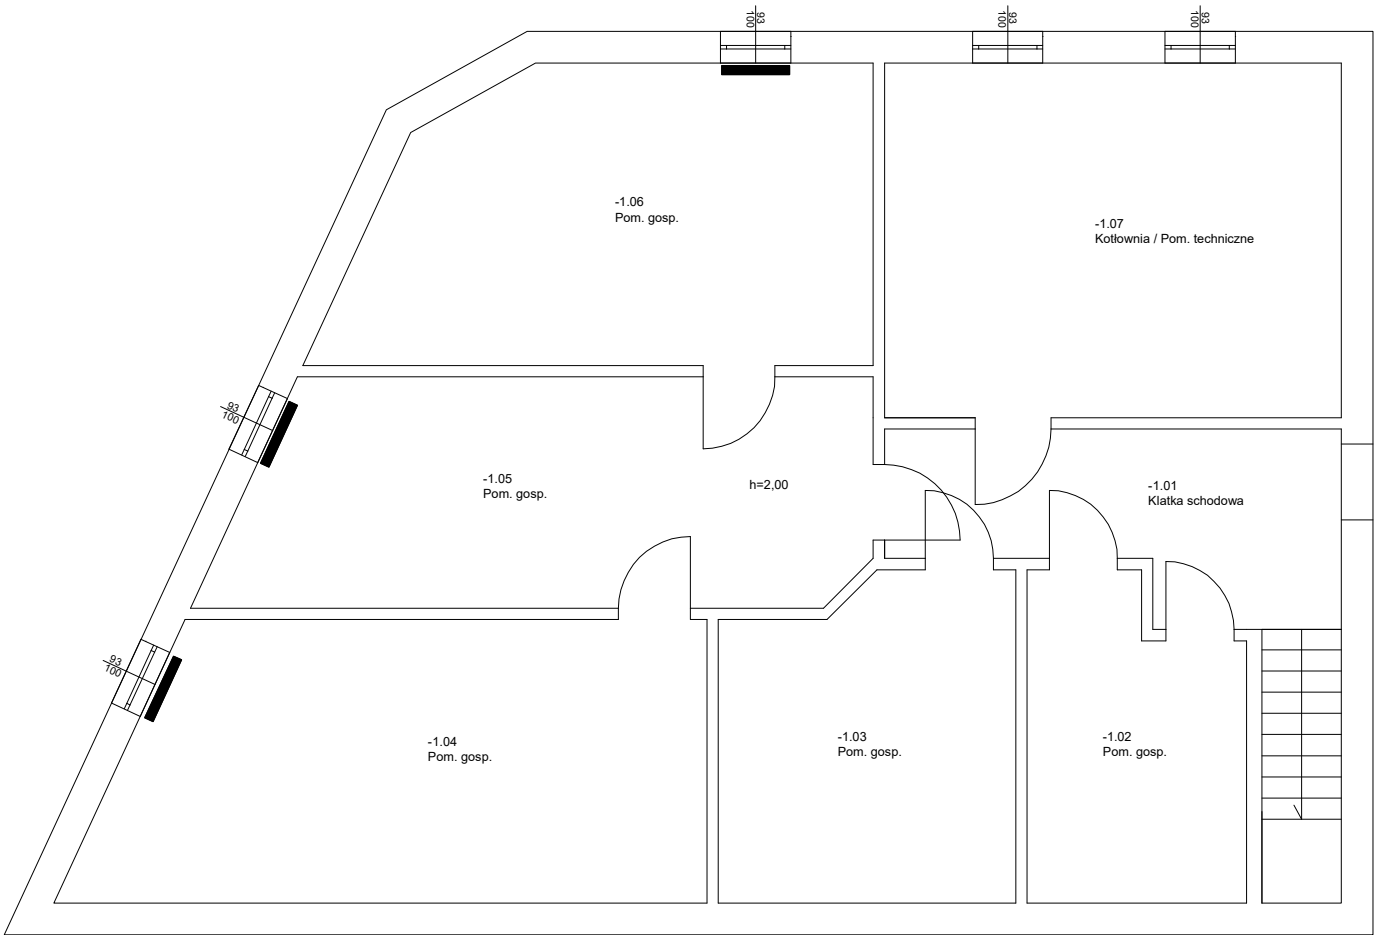 93
100
93
100
93
100
-1.06
Pom. gosp.
-1.07
Kotłownia / Pom. techniczne
93
100
-1.05
Pom. gosp.
h=2,00
-1.01
Klatka schodowa
93
100
-1.04
Pom. gosp.
-1.03
Pom. gosp.
-1.02
Pom. gosp.